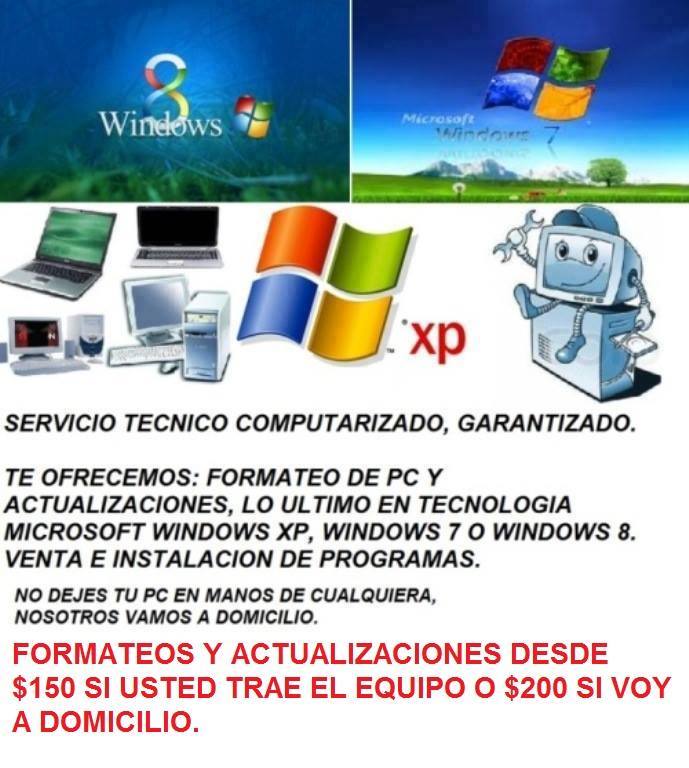 8
Windows
Microsoft
Windows 7
xp
SERVICIO TECNICO COMPUTARIZADO, GARANTIZADO.
TE OFRECEMOS: FORMATEO DE PC Y
ACTUALIZACIONES, LO ULTIMO EN TECNOLOGIA
MICROSOFT WINDOWS XP, WINDOWS 7 O WINDOWS 8.
VENTA E INSTALACION DE PROGRAMAS.
NO DEJES TU PC EN MANOS DE CUALQUIERA,
NOSOTROS VAMOS A DOMICILIO.
FORMATEOS Y ACTUALIZACIONES DESDE
$150 SI USTED TRAE EL EQUIPO O $200 SI VOY
A DOMICILIO.